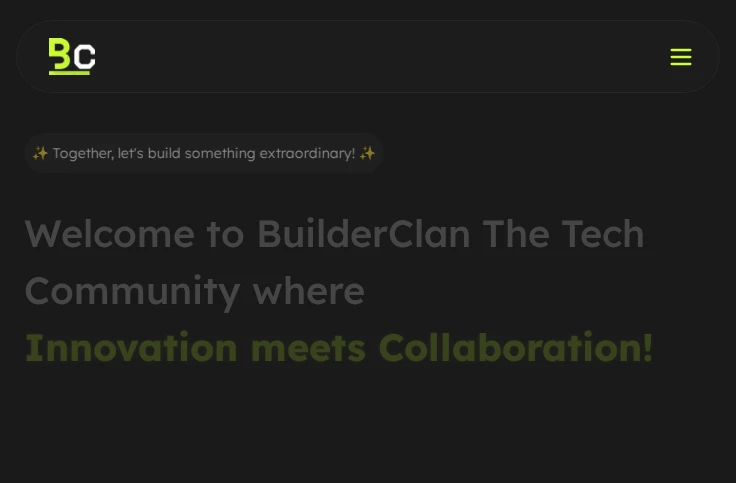 BC
✨ Together, let's build something extraordinary! ✨
Welcome to BuilderClan The Tech
Community where
Innovation meets Collaboration!